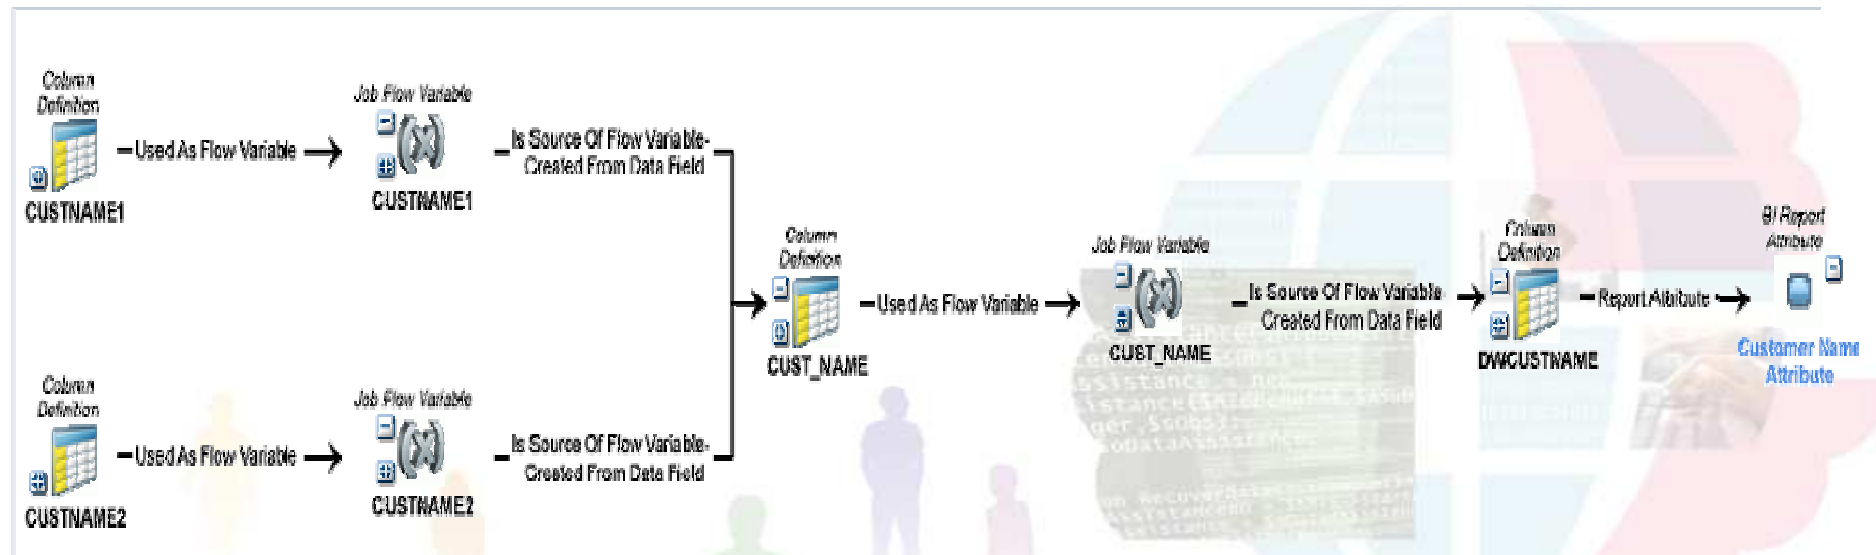 Column
Definition
CUSTNAME1
Used As Flow Variable
Job Flow Variable
CUSTNAME1
Is Source Of Flow Variable-
Created From Data Field
Column
Definition
CUSTNAME2
Used As Flow Variable
Job Flow Variable
CUSTNAME2
Is Source Of Flow Variable-
Created From Data Field
Column
Definition
CUST_NAME
Used As Flow Variable
Job Flow Variable
CUST_NAME
Is Source Of Flow Variable-
Created From Data Field
Column
Definition
DWCUSTNAME
Report Attribute
BI Report
Attribute
Customer Name
Attribute